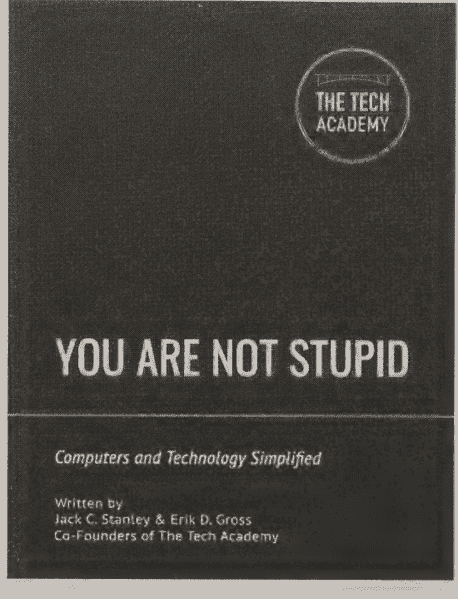 THE TECH
ACADEMY
YOU ARE NOT STUPID
Computers and Technology Simplified
Written by
Jack C. Stanley & Erik D. Gross
Co-Founders of The Tech Academy